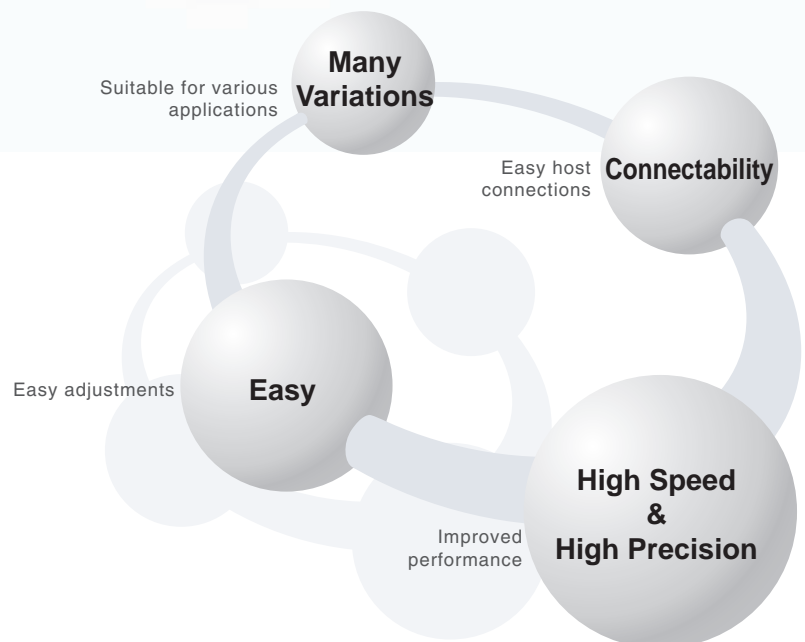 Many
Variations
Suitable for various
applications
Connectability
Easy host
connections
Easy
Easy adjustments
High Speed
&
High Precision
Improved
performance